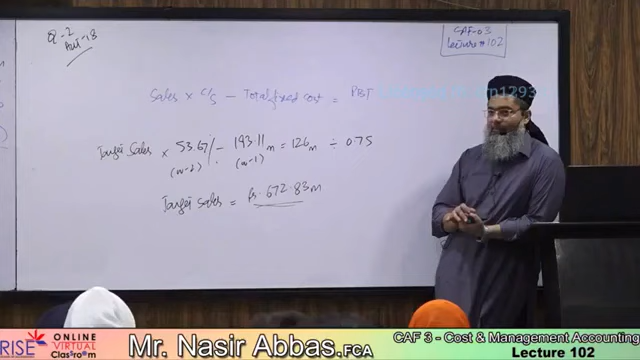 Q-2
Aut-18
CAF-03
Lecture # 102
Sales × C/S - Total fixed cost = PBT
Target Sales × 53.67% - 193.11m = 126m ÷ 0.75
(w-2) (w-1)
Target Sales = Rs. 672.83m
RISE
ONLINE
VIRTUAL
Classroom
Mr. Nasir Abbas.FCA
CAF 3 - Cost & Management Accounting
Lecture 102